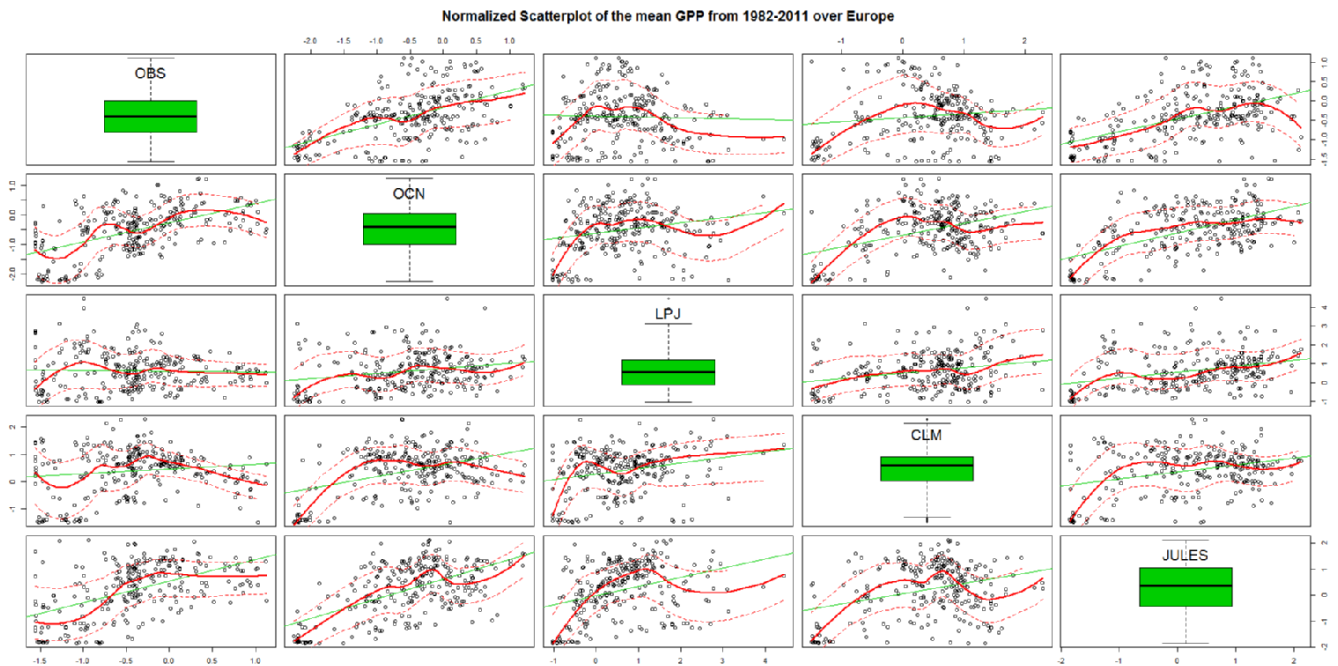 Normalized Scatterplot of the mean GPP from 1982-2011 over Europe
-2.0 -1.5 -1.0 -0.5 0.0 0.5 1.0
-1 0 1 2
OBS
1.0
0.5
0.0
-0.5
-1.0
-1.5
OCN
1.0
0.0
-1.0
-2.0
LPJ
4
3
2
1
0
-1
CLM
2
1
0
-1
JULES
2
1
0
-1
-2
-1.5 -1.0 -0.5 0.0 0.5 1.0
-1 0 1 2 3 4
-2 -1 0 1 2